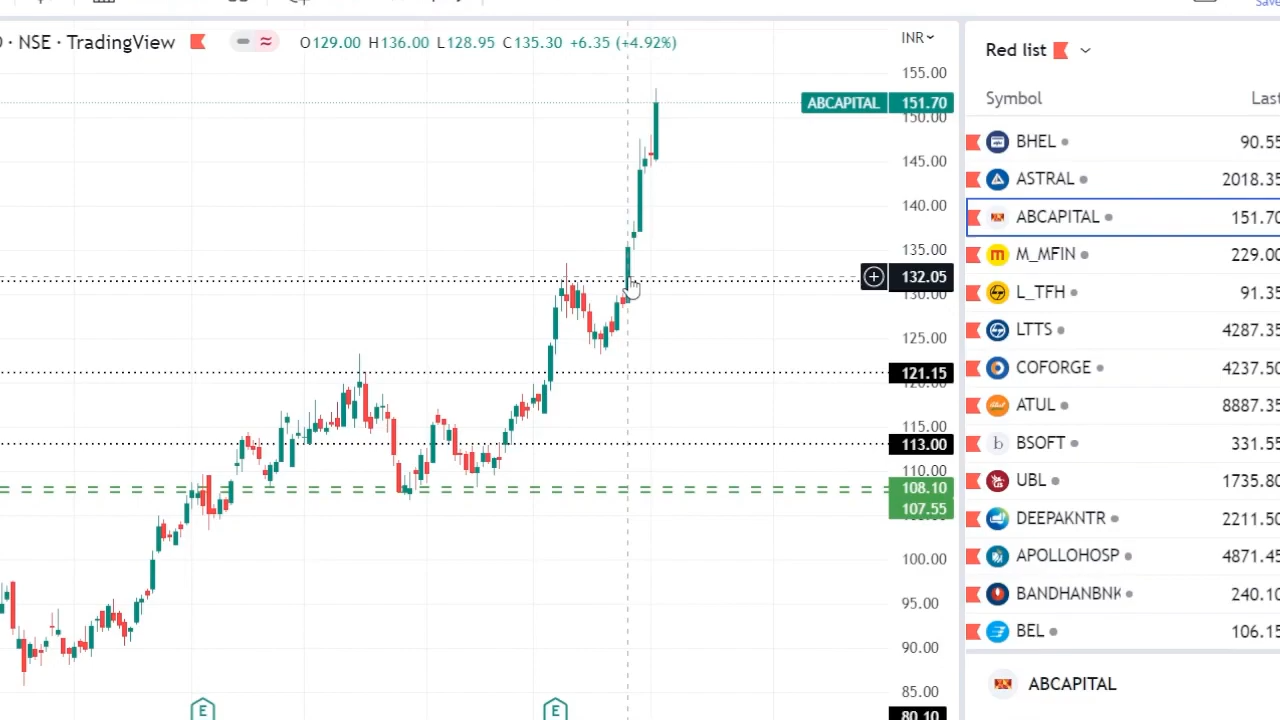 · NSE · TradingView O129.00 H136.00 L128.95 C135.30 +6.35 (+4.92%)
INR
155.00
ABCAPITAL 151.70
150.00
145.00
140.00
135.00
132.05
130.00
125.00
121.15
120.00
115.00
113.00
110.00
108.10
107.55
100.00
95.00
90.00
85.00
80.10
E
E
Save
Red list
Symbol Last
BHEL 90.55
ASTRAL 2018.35
ABCAPITAL 151.70
M_MFIN 229.00
L_TFH 91.35
LTTS 4287.35
COFORGE 4237.50
ATUL 8887.35
b BSOFT 331.55
UBL 1735.80
DEEPAKNTR 2211.50
APOLLOHOSP 4871.45
BANDHANBNK 240.10
BEL 106.15
ABCAPITAL